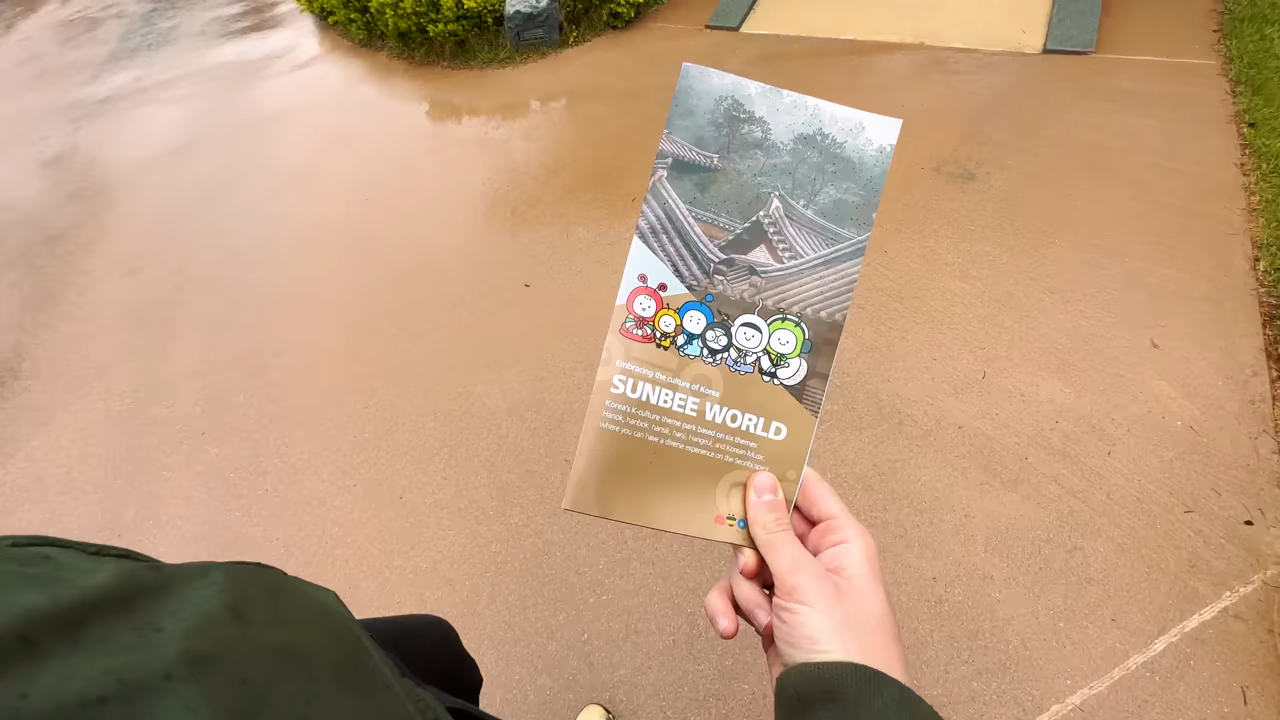 Embracing the culture of Korea
SUNBEE WORLD
Korea's K-culture theme park based on six themes:
Hanok, hanbok, hansik, hanji, Hangeul, and Korean Music,
where you can have a diverse experience on the Seonbi spirit